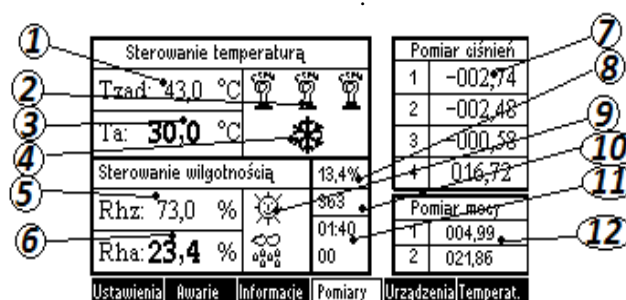 Sterowanie temperaturą
Tzad: 43,0 °C
Ta: 30,0 °C
Sterowanie wilgotnością
Rhz: 73,0 %
Rha: 23,4 %
13,4%
963
01:40
00
Pomiar ciśnień
1 -002,74
2 -002,48
3 -000,58
4 016,72
Pomiar mocy
1 004,99
2 021,86
Ustawienia Awarie Informacje Pomiary Urządzenia Temperat.
1
2
3
4
5
6
7
8
9
10
11
12